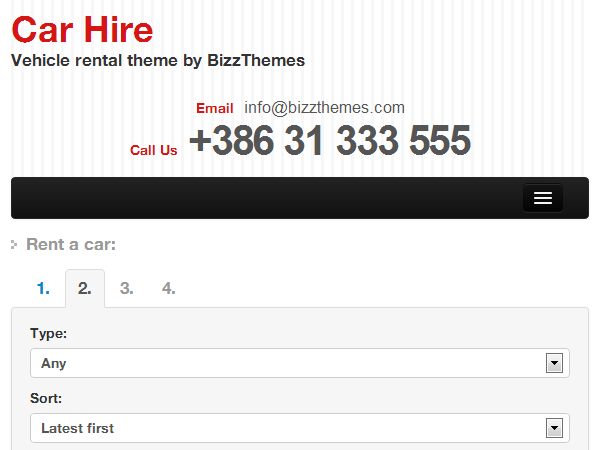 Car Hire
Vehicle rental theme by BizzThemes
Email info@bizzthemes.com
Call Us +386 31 333 555
Rent a car:
1. 2. 3. 4.
Type:
Any
Sort:
Latest first